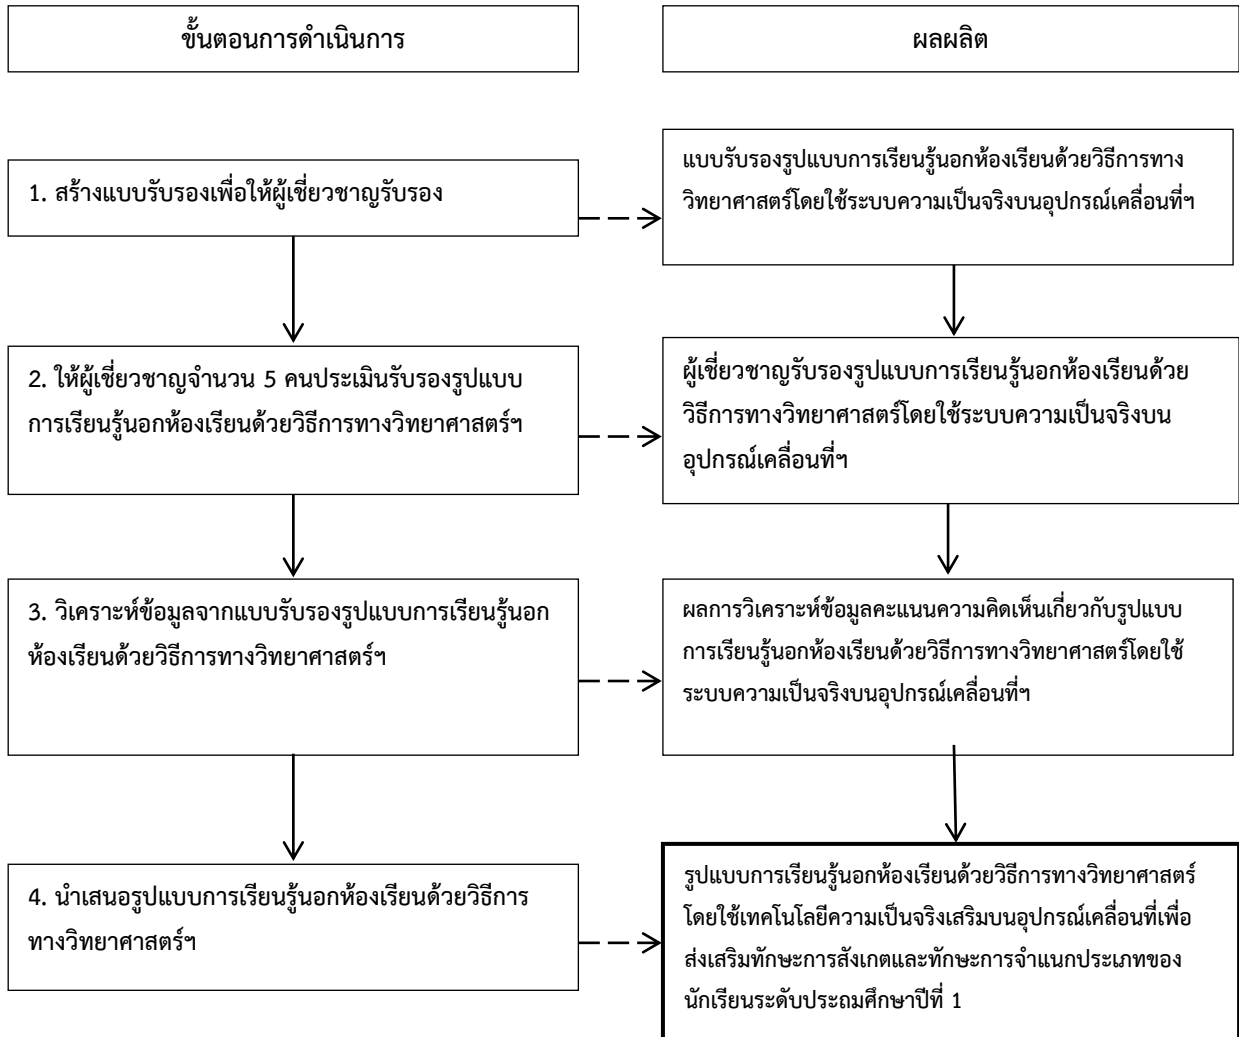 ขั้นตอนการดำเนินการ
ผลผลิต
1. สร้างแบบรับรองเพื่อให้ผู้เชี่ยวชาญรับรอง
แบบรับรองรูปแบบการเรียนรู้นอกห้องเรียนด้วยวิธีการทาง
วิทยาศาสตร์โดยใช้ระบบความเป็นจริงบนอุปกรณ์เคลื่อนที่ฯ
2. ให้ผู้เชี่ยวชาญจำนวน 5 คนประเมินรับรองรูปแบบ
การเรียนรู้นอกห้องเรียนด้วยวิธีการทางวิทยาศาสตร์ฯ
ผู้เชี่ยวชาญรับรองรูปแบบการเรียนรู้นอกห้องเรียนด้วย
วิธีการทางวิทยาศาสตร์โดยใช้ระบบความเป็นจริงบน
อุปกรณ์เคลื่อนที่ฯ
3. วิเคราะห์ข้อมูลจากแบบรับรองรูปแบบการเรียนรู้นอก
ห้องเรียนด้วยวิธีการทางวิทยาศาสตร์ฯ
ผลการวิเคราะห์ข้อมูลคะแนนความคิดเห็นเกี่ยวกับรูปแบบ
การเรียนรู้นอกห้องเรียนด้วยวิธีการทางวิทยาศาสตร์โดยใช้
ระบบความเป็นจริงบนอุปกรณ์เคลื่อนที่ฯ
4. นำเสนอรูปแบบการเรียนรู้นอกห้องเรียนด้วยวิธีการ
ทางวิทยาศาสตร์ฯ
รูปแบบการเรียนรู้นอกห้องเรียนด้วยวิธีการทางวิทยาศาสตร์
โดยใช้เทคโนโลยีความเป็นจริงเสริมบนอุปกรณ์เคลื่อนที่เพื่อ
ส่งเสริมทักษะการสังเกตและทักษะการจำแนกประเภทของ
นักเรียนระดับประถมศึกษาปีที่ 1